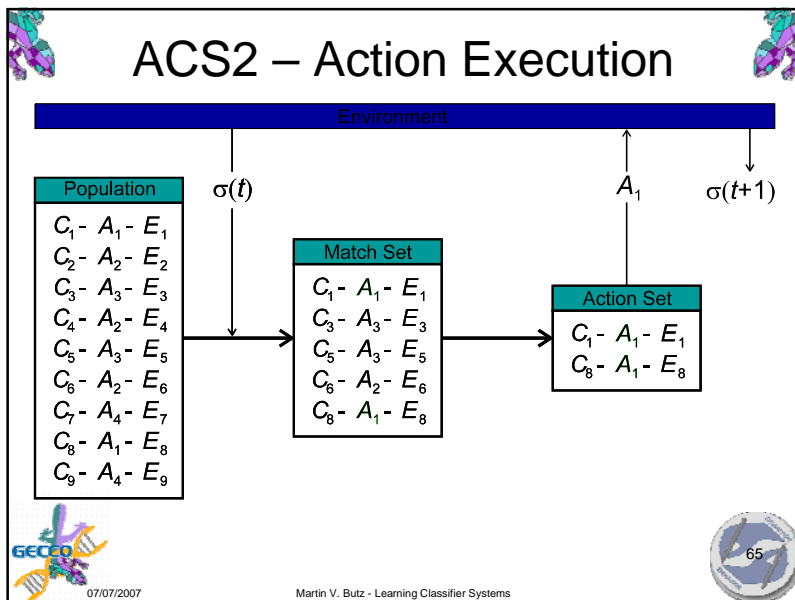 ACS2 – Action Execution
Environment
σ(t)
A₁
σ(t+1)
Population
C₁- A₁- E₁
C₂- A₂- E₂
C₃- A₃- E₃
C₄- A₂- E₄
C₅- A₃- E₅
C₆- A₂- E₆
C₇- A₄- E₇
C₈- A₁- E₈
C₉- A₄- E₉
Match Set
C₁- A₁- E₁
C₃- A₃- E₃
C₅- A₃- E₅
C₆- A₂- E₆
C₈- A₁- E₈
Action Set
C₁- A₁- E₁
C₈- A₁- E₈
GECCO
07/07/2007
Martin V. Butz - Learning Classifier Systems
65